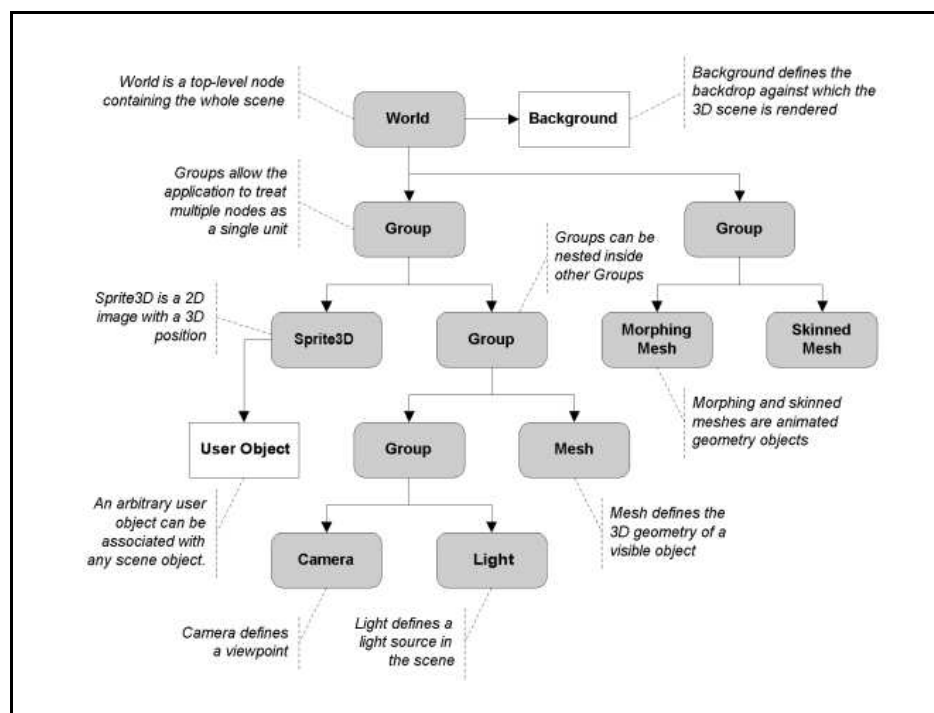 World is a top-level node
containing the whole scene
World
Background
Background defines the
backdrop against which the
3D scene is rendered
Groups allow the
application to treat
multiple nodes as
a single unit
Group
Groups can be
nested inside
other Groups
Group
Sprite3D is a 2D
image with a 3D
position
Sprite3D
Group
Morphing
Mesh
Skinned
Mesh
Morphing and skinned
meshes are animated
geometry objects
User Object
Group
Mesh
An arbitrary user
object can be
associated with
any scene object.
Mesh defines the
3D geometry of a
visible object
Camera
Light
Camera defines
a viewpoint
Light defines a
light source in
the scene